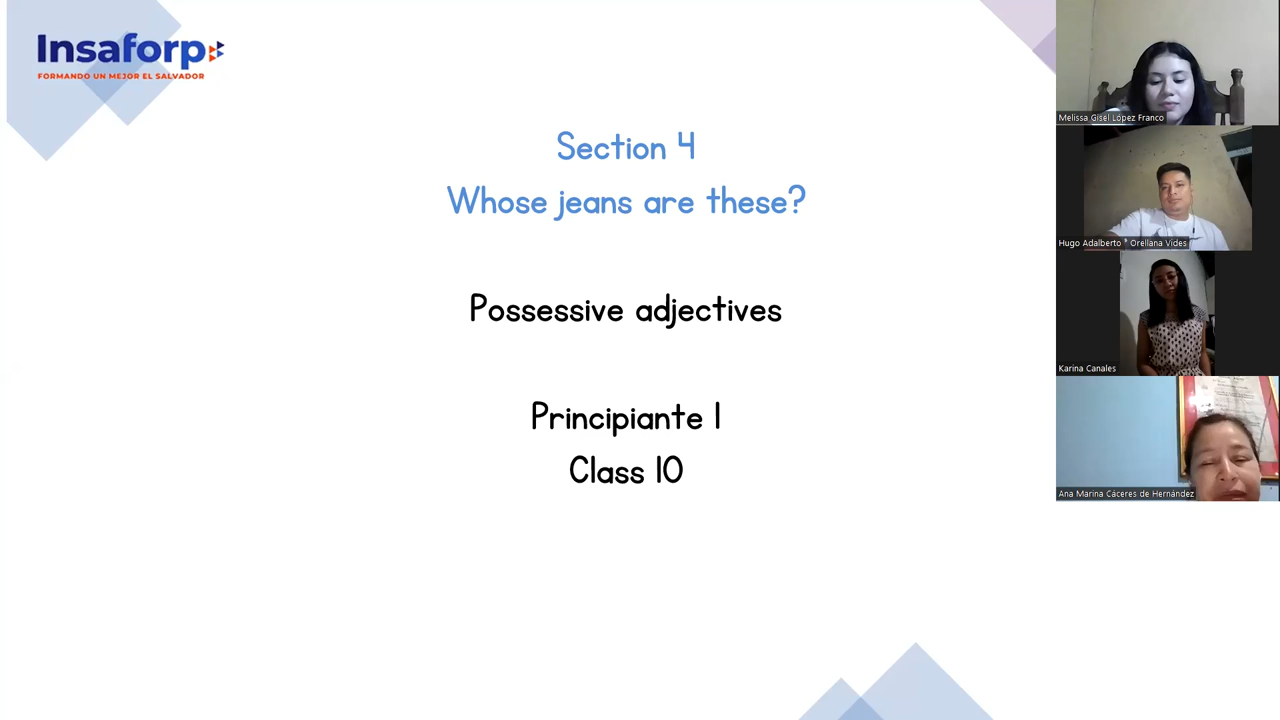 Insaforp
FORMANDO UN MEJOR EL SALVADOR
Section 4
Whose jeans are these?
Possessive adjectives
Principiante 1
Class 10
Melissa Gisel López Franco
Hugo Adalberto * Orellana Vides
Karina Canales
Ana Marina Cáceres de Hernández